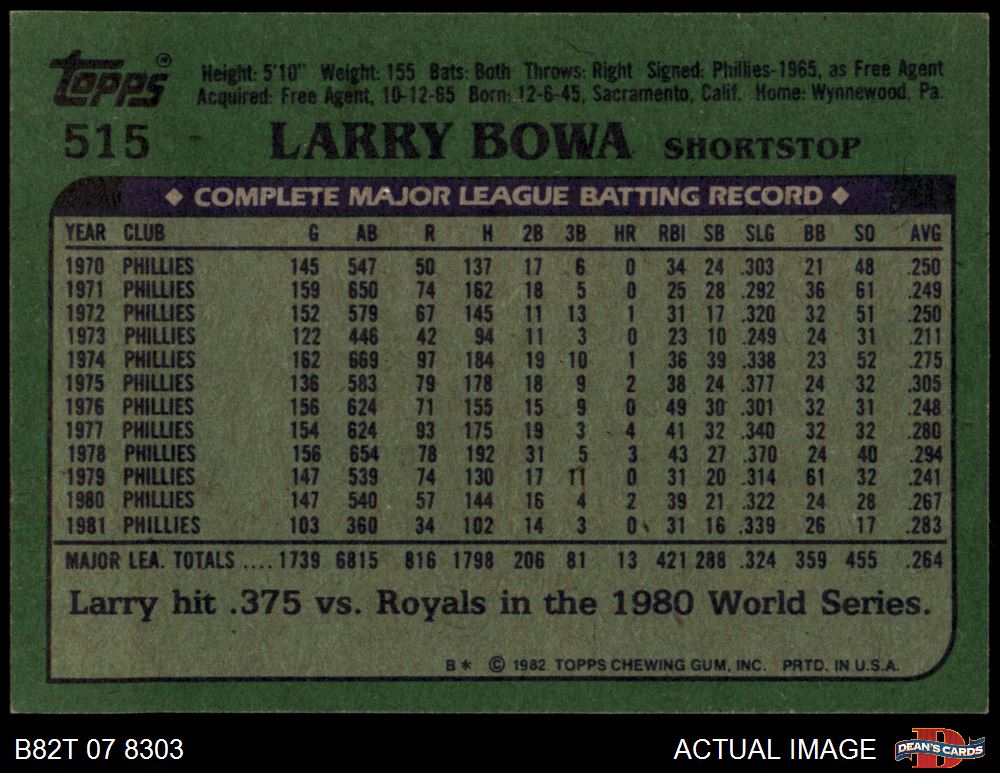 Topps ®
Height: 5'10" Weight: 155 Bats: Both Throws: Right Signed: Phillies-1965, as Free Agent
Acquired: Free Agent, 10-12-65 Born: 12-6-45, Sacramento, Calif. Home: Wynnewood, Pa.
515 LARRY BOWA SHORTSTOP
◆ COMPLETE MAJOR LEAGUE BATTING RECORD ◆
YEAR CLUB G AB R H 2B 3B HR RBI SB SLG BB SO AVG
1970 PHILLIES 145 547 50 137 17 6 0 34 24 .303 21 48 .250
1971 PHILLIES 159 650 74 162 18 5 0 25 28 .292 36 61 .249
1972 PHILLIES 152 579 67 145 11 13 1 31 17 .320 32 51 .250
1973 PHILLIES 122 446 42 94 11 3 0 23 10 .249 24 31 .211
1974 PHILLIES 162 669 97 184 19 10 1 36 39 .338 23 52 .275
1975 PHILLIES 136 583 79 178 18 9 2 38 24 .377 24 32 .305
1976 PHILLIES 156 624 71 155 15 9 0 49 30 .301 32 31 .248
1977 PHILLIES 154 624 93 175 19 3 4 41 32 .340 32 32 .280
1978 PHILLIES 156 654 78 192 31 5 3 43 27 .370 24 40 .294
1979 PHILLIES 147 539 74 130 17 11 0 31 20 .314 61 32 .241
1980 PHILLIES 147 540 57 144 16 4 2 39 21 .322 24 28 .267
1981 PHILLIES 103 360 34 102 14 3 0 31 16 .339 26 17 .283
MAJOR LEA. TOTALS .... 1739 6815 816 1798 206 81 13 421 288 .324 359 455 .264
Larry hit .375 vs. Royals in the 1980 World Series.
B* © 1982 TOPPS CHEWING GUM, INC. PRTD. IN U.S.A.
B82T 07 8303 ACTUAL IMAGE DEAN'S CARDS